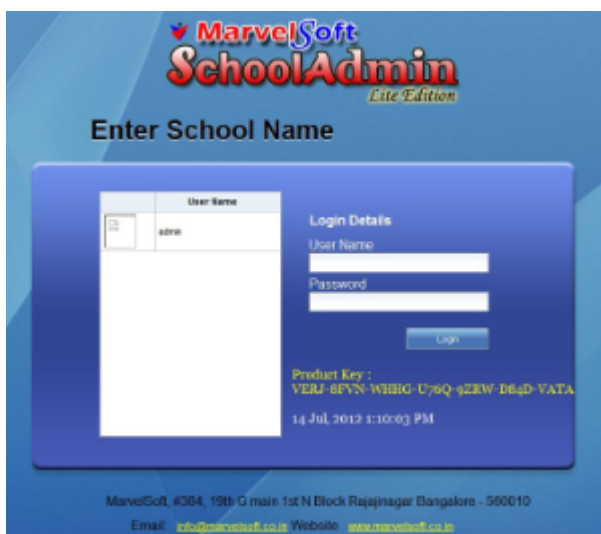 MarvelSoft
SchoolAdmin
Lite Edition
Enter School Name
User Name
admin
Login Details
User Name
Password
Login
Product Key :
VERJ-8FVN-WHHG-U76Q-9ZRW-D84D-VATA
14 Jul, 2012 1:10:03 PM
MarvelSoft, #384, 19th G main 1st N Block Rajajinagar Bangalore - 560010
Email: info@marvelsoft.co.in Website www.marvelsoft.co.in